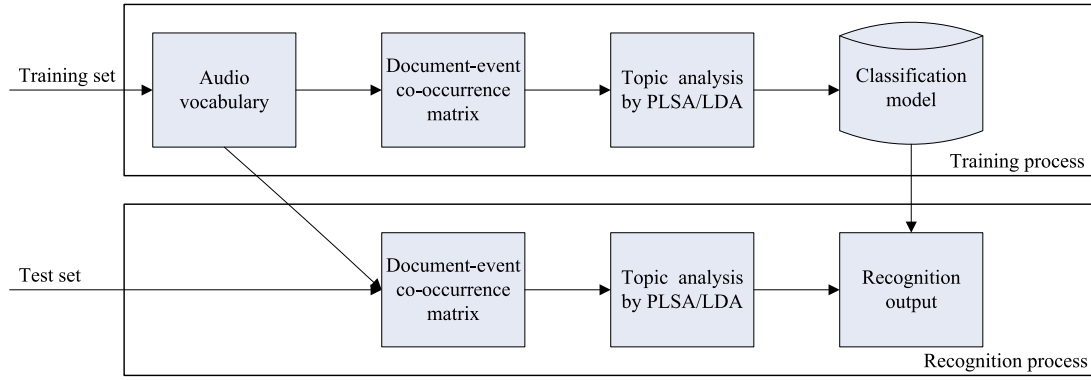 Training set
Audio
vocabulary
Document-event
co-occurrence
matrix
Topic analysis
by PLSA/LDA
Classification
model
Training process
Test set
Document-event
co-occurrence
matrix
Topic analysis
by PLSA/LDA
Recognition
output
Recognition process